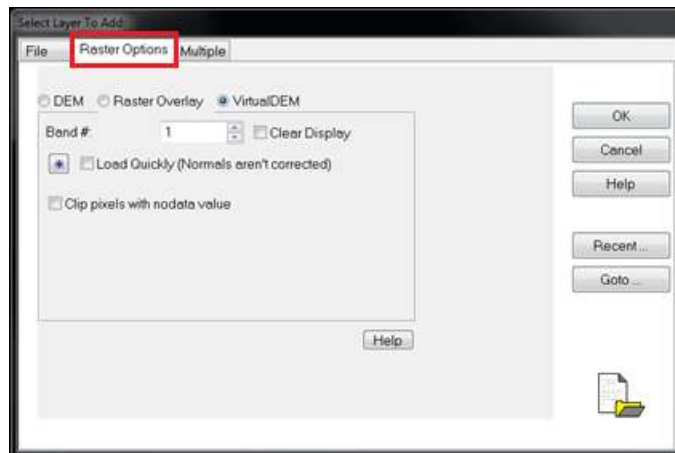 Select Layer To Add
File Raster Options Multiple
DEM Raster Overlay VirtualDEM
Band #: 1 Clear Display
* Load Quickly (Normals aren't corrected)
Clip pixels with nodata value
Help
OK
Cancel
Help
Recent...
Goto ...